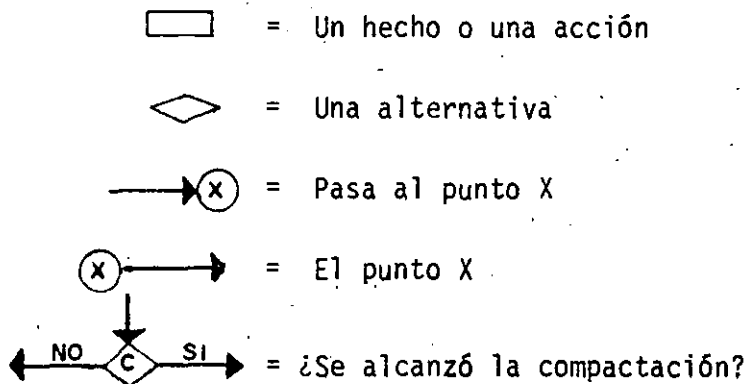 = Un hecho o una acción
= Una alternativa
X = Pasa al punto X
X = El punto X
NO C SI = ¿Se alcanzó la compactación?